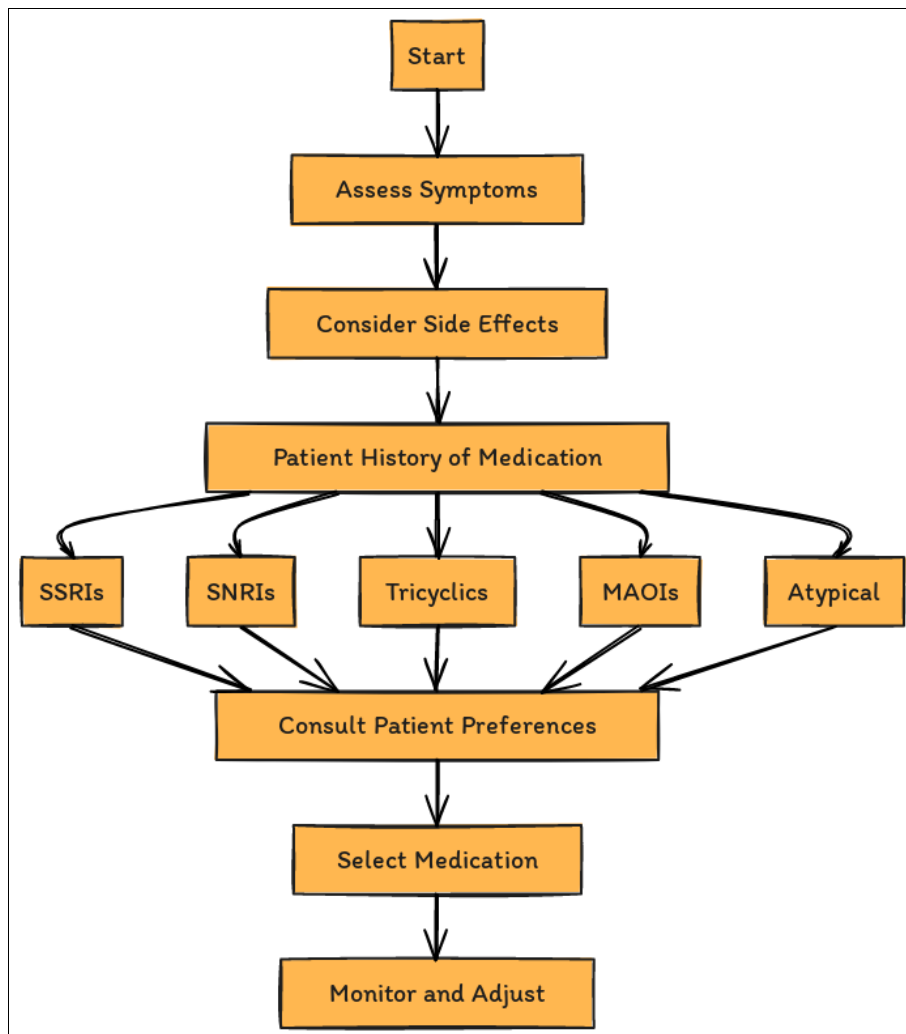 Start
Assess Symptoms
Consider Side Effects
Patient History of Medication
SSRIs
SNRIs
Tricyclics
MAOIs
Atypical
Consult Patient Preferences
Select Medication
Monitor and Adjust